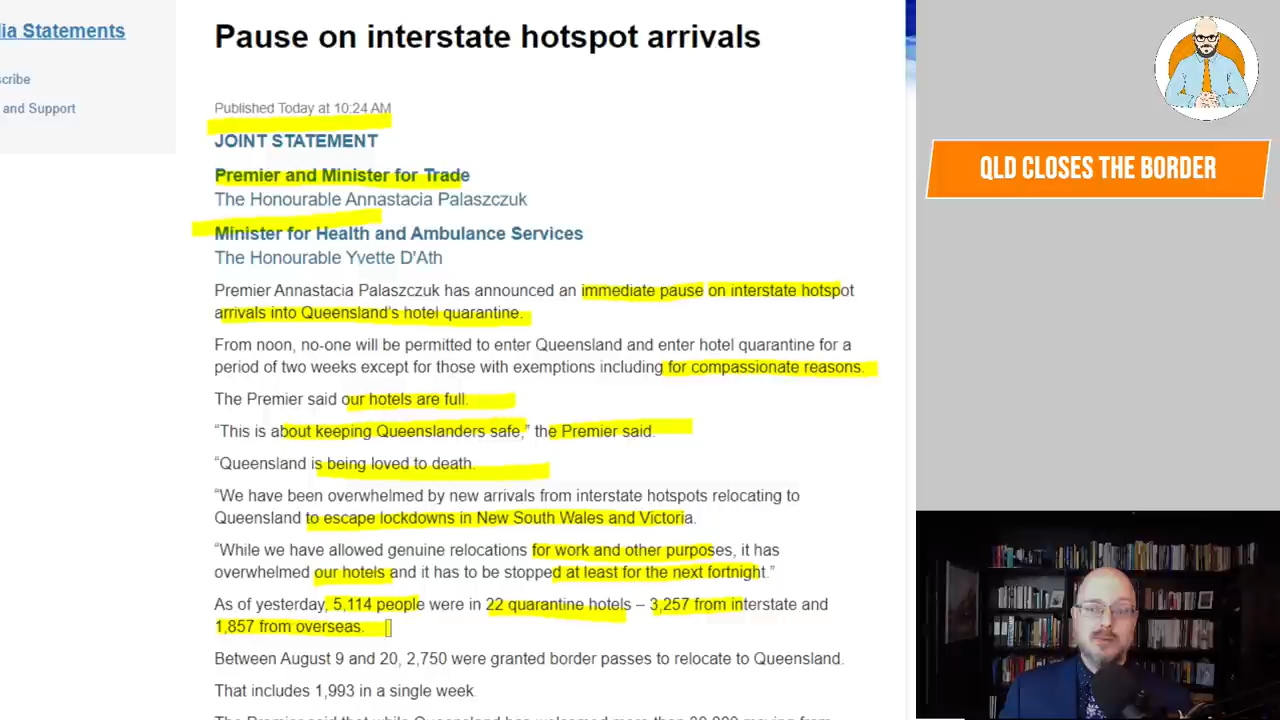 lia Statements
scribe
and Support
Pause on interstate hotspot arrivals
Published Today at 10:24 AM
JOINT STATEMENT
Premier and Minister for Trade
The Honourable Annastacia Palaszczuk
Minister for Health and Ambulance Services
The Honourable Yvette D'Ath
Premier Annastacia Palaszczuk has announced an immediate pause on interstate hotspot
arrivals into Queensland's hotel quarantine.
From noon, no-one will be permitted to enter Queensland and enter hotel quarantine for a
period of two weeks except for those with exemptions including for compassionate reasons.
The Premier said our hotels are full.
“This is about keeping Queenslanders safe,” the Premier said.
“Queensland is being loved to death.
“We have been overwhelmed by new arrivals from interstate hotspots relocating to
Queensland to escape lockdowns in New South Wales and Victoria.
“While we have allowed genuine relocations for work and other purposes, it has
overwhelmed our hotels and it has to be stopped at least for the next fortnight.”
As of yesterday, 5,114 people were in 22 quarantine hotels – 3,257 from interstate and
1,857 from overseas.
Between August 9 and 20, 2,750 were granted border passes to relocate to Queensland.
That includes 1,993 in a single week.
QLD CLOSES THE BORDER